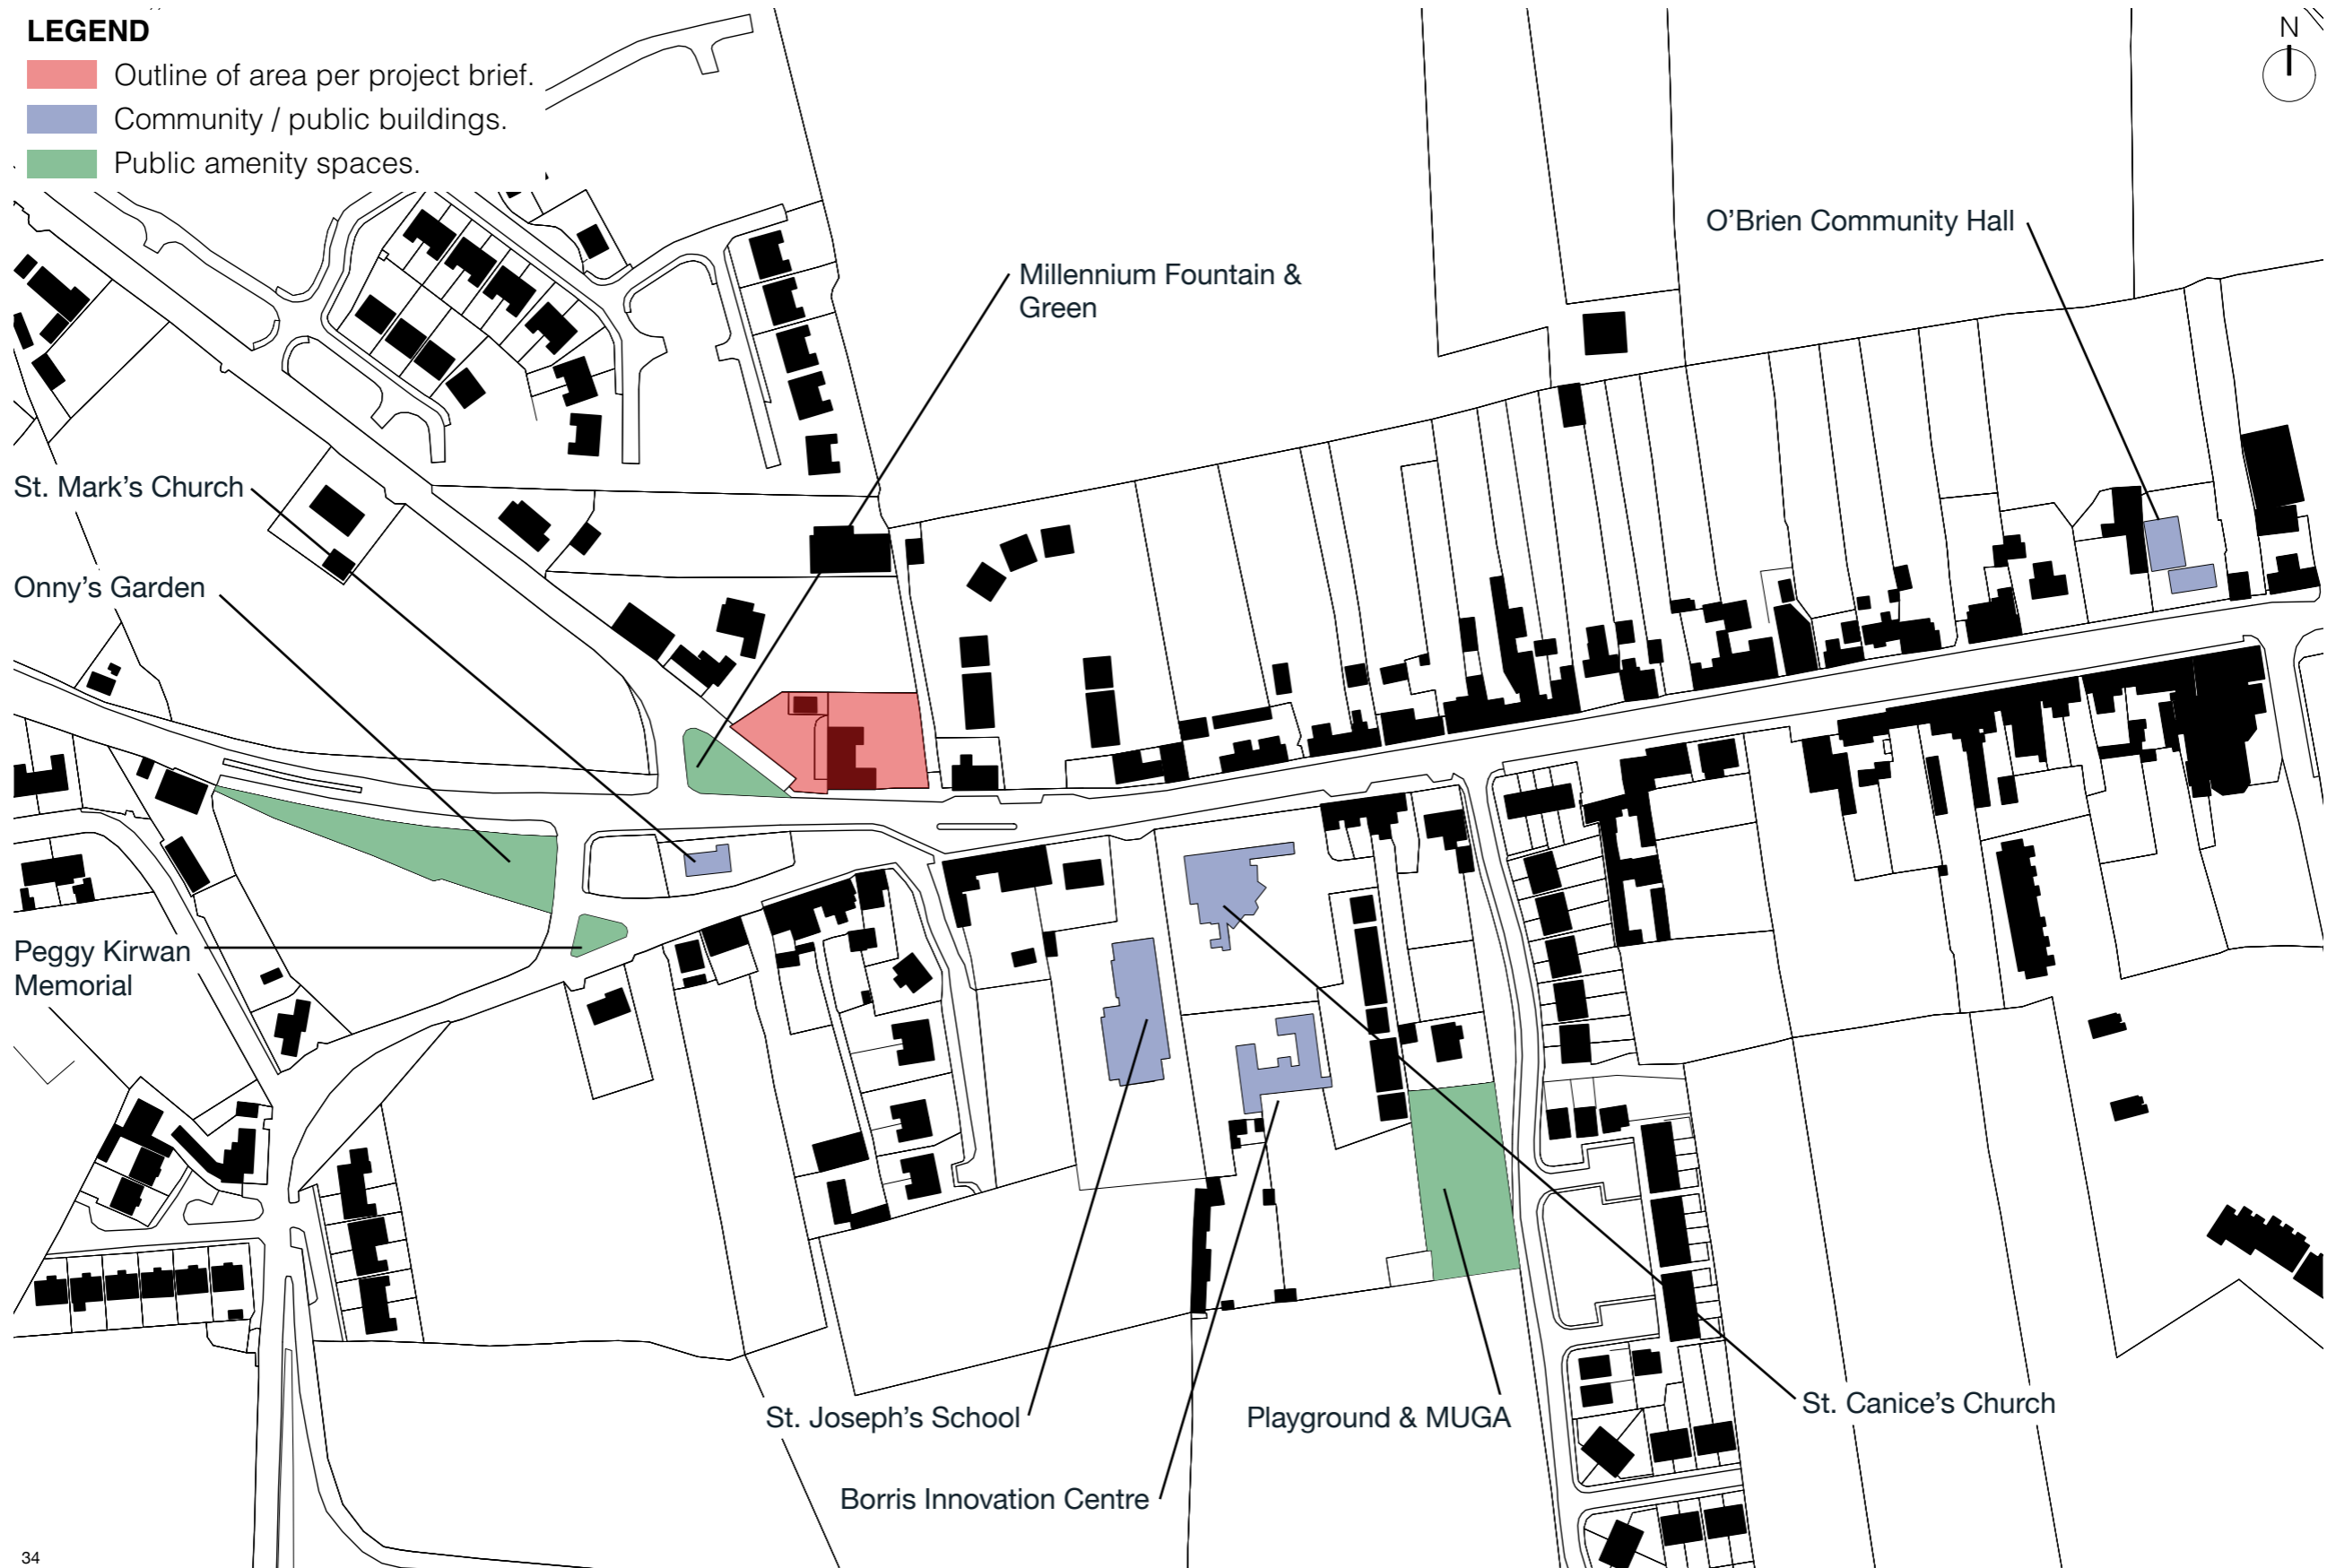 LEGEND
Outline of area per project brief.
Community / public buildings.
Public amenity spaces.
N
O’Brien Community Hall
Millennium Fountain &
Green
St. Mark’s Church
Onny’s Garden
Peggy Kirwan
Memorial
St. Joseph’s School
Playground & MUGA
St. Canice’s Church
Borris Innovation Centre
34